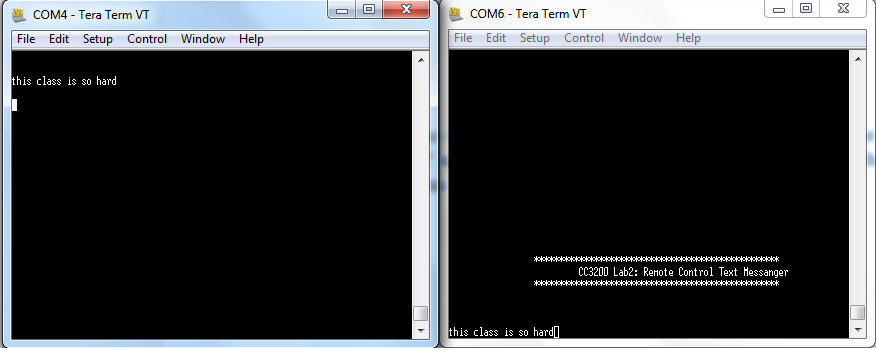 COM4 - Tera Term VT
File Edit Setup Control Window Help
this class is so hard
COM6 - Tera Term VT
File Edit Setup Control Window Help
***********************************************
CC3200 Lab2: Remote Control Text Messanger
***********************************************
this class is so hard